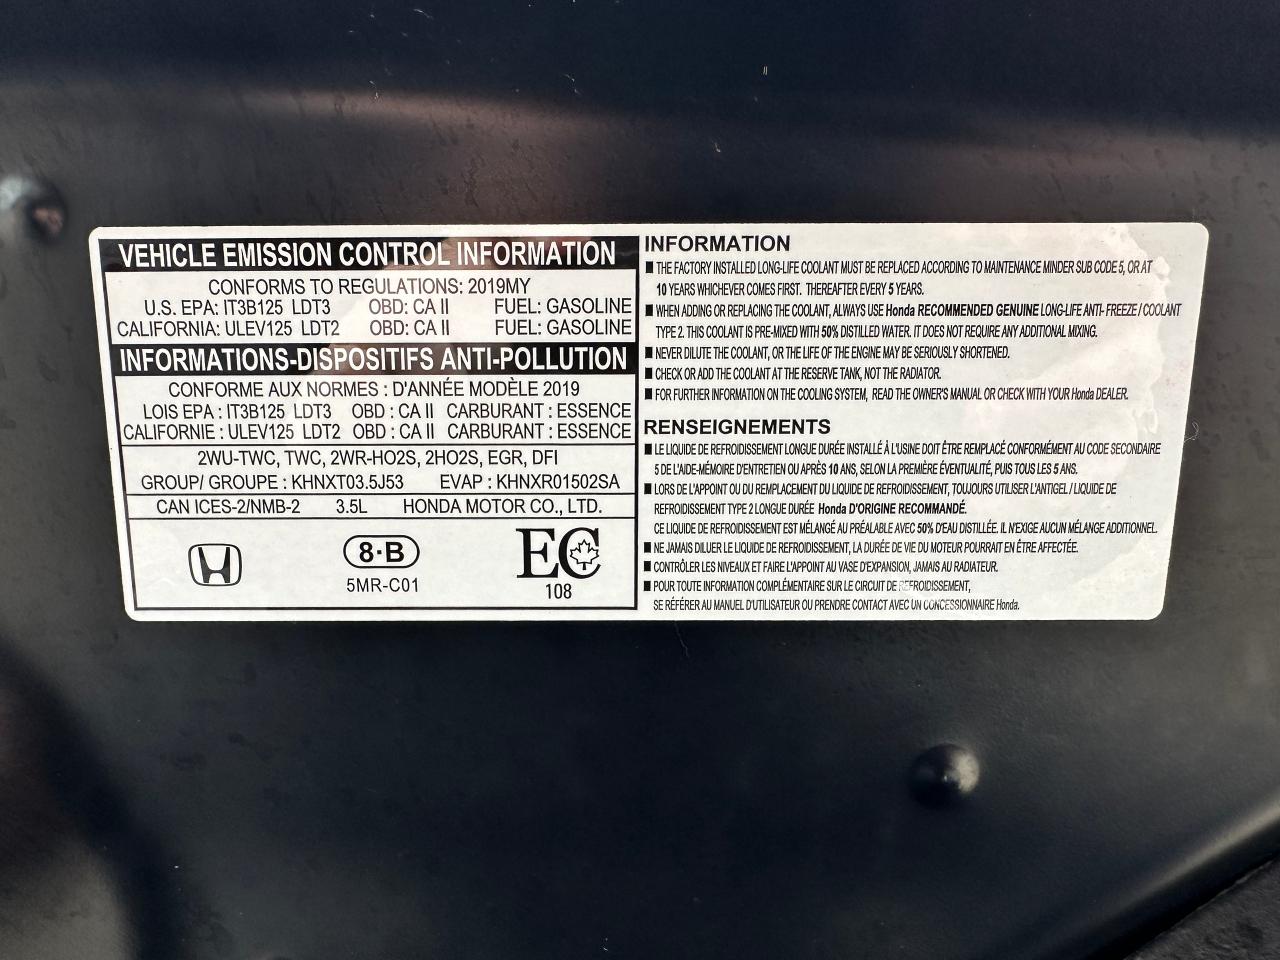 VEHICLE EMISSION CONTROL INFORMATION
CONFORMS TO REGULATIONS: 2019MY
U.S. EPA: IT3B125 LDT3 OBD: CA II FUEL: GASOLINE
CALIFORNIA: ULEV125 LDT2 OBD: CA II FUEL: GASOLINE
INFORMATIONS-DISPOSITIFS ANTI-POLLUTION
CONFORME AUX NORMES : D'ANNÉE MODÈLE 2019
LOIS EPA : IT3B125 LDT3 OBD : CA II CARBURANT : ESSENCE
CALIFORNIE : ULEV125 LDT2 OBD : CA II CARBURANT : ESSENCE
2WU-TWC, TWC, 2WR-HO2S, 2HO2S, EGR, DFI
GROUP/ GROUPE : KHNXT03.5J53 EVAP : KHNXR01502SA
CAN ICES-2/NMB-2 3.5L HONDA MOTOR CO., LTD.
8·B
5MR-C01
EC
108
INFORMATION
■ THE FACTORY INSTALLED LONG-LIFE COOLANT MUST BE REPLACED ACCORDING TO MAINTENANCE MINDER SUB CODE 5, OR AT
10 YEARS WHICHEVER COMES FIRST. THEREAFTER EVERY 5 YEARS.
■ WHEN ADDING OR REPLACING THE COOLANT, ALWAYS USE Honda RECOMMENDED GENUINE LONG-LIFE ANTI- FREEZE / COOLANT
TYPE 2. THIS COOLANT IS PRE-MIXED WITH 50% DISTILLED WATER. IT DOES NOT REQUIRE ANY ADDITIONAL MIXING.
■ NEVER DILUTE THE COOLANT, OR THE LIFE OF THE ENGINE MAY BE SERIOUSLY SHORTENED.
■ CHECK OR ADD THE COOLANT AT THE RESERVE TANK, NOT THE RADIATOR.
■ FOR FURTHER INFORMATION ON THE COOLING SYSTEM, READ THE OWNER'S MANUAL OR CHECK WITH YOUR Honda DEALER.
RENSEIGNEMENTS
■ LE LIQUIDE DE REFROIDISSEMENT LONGUE DURÉE INSTALLÉ À L'USINE DOIT ÊTRE REMPLACÉ CONFORMÉMENT AU CODE SECONDAIRE
5 DE L'AIDE-MÉMOIRE D'ENTRETIEN OU APRÈS 10 ANS, SELON LA PREMIÈRE ÉVENTUALITÉ, PUIS TOUS LES 5 ANS.
■ LORS DE L'APPOINT OU DU REMPLACEMENT DU LIQUIDE DE REFROIDISSEMENT, TOUJOURS UTILISER L'ANTIGEL / LIQUIDE DE
REFROIDISSEMENT TYPE 2 LONGUE DURÉE Honda D'ORIGINE RECOMMANDÉ.
CE LIQUIDE DE REFROIDISSEMENT EST MÉLANGÉ AU PRÉALABLE AVEC 50% D'EAU DISTILLÉE. IL N'EXIGE AUCUN MÉLANGE ADDITIONNEL.
■ NE JAMAIS DILUER LE LIQUIDE DE REFROIDISSEMENT, LA DURÉE DE VIE DU MOTEUR POURRAIT EN ÊTRE AFFECTÉE.
■ CONTRÔLER LES NIVEAUX ET FAIRE L'APPOINT AU VASE D'EXPANSION, JAMAIS AU RADIATEUR.
■ POUR TOUTE INFORMATION COMPLÉMENTAIRE SUR LE CIRCUIT DE REFROIDISSEMENT,
SE RÉFÉRER AU MANUEL D'UTILISATEUR OU PRENDRE CONTACT AVEC UN CONCESSIONNAIRE Honda.